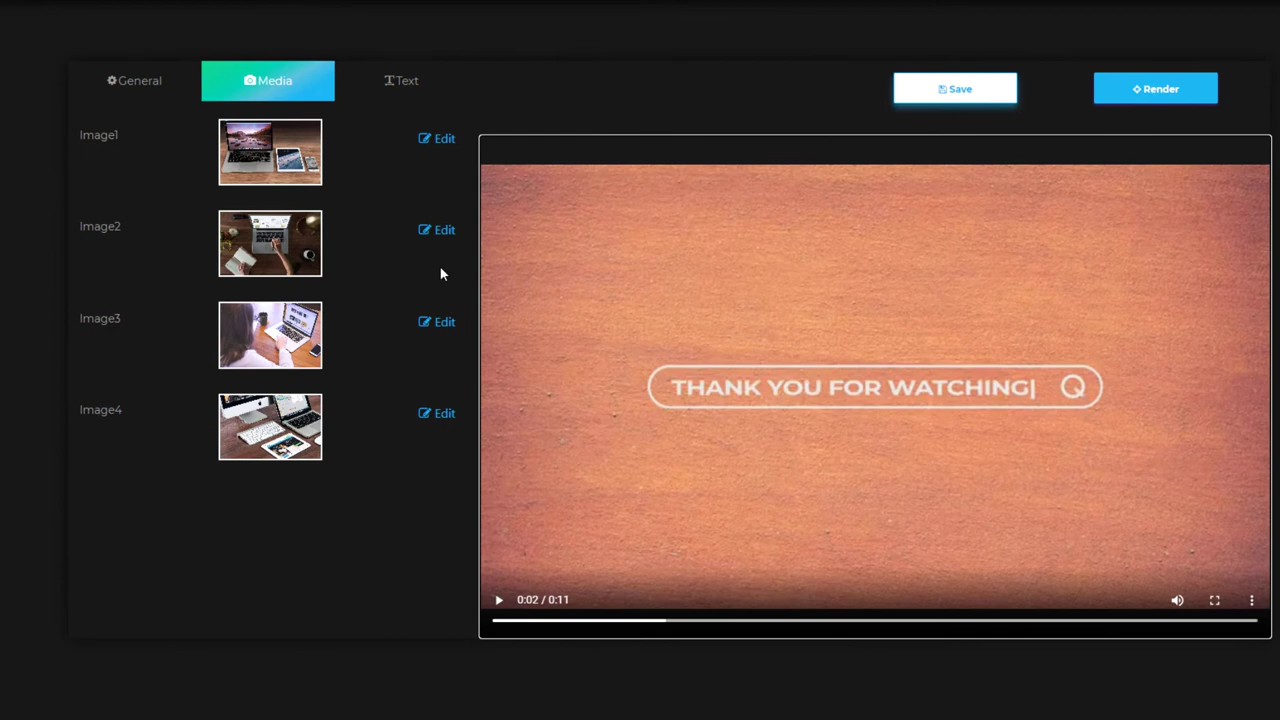 General
Media
Text
Save
Render
Image1
Edit
Image2
Edit
Image3
Edit
Image4
Edit
THANK YOU FOR WATCHING|
0:02 / 0:11